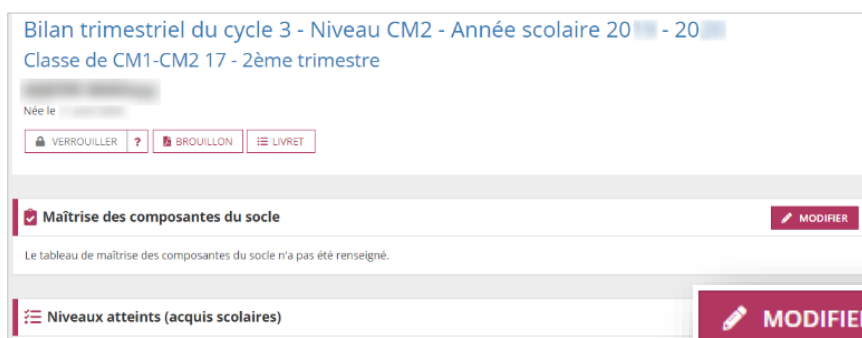 Bilan trimestriel du cycle 3 - Niveau CM2 - Année scolaire 20 - 20
Classe de CM1-CM2 17 - 2ème trimestre
Née le
VERROUILLER ? BROUILLON LIVRET
Maîtrise des composantes du socle MODIFIER
Le tableau de maîtrise des composantes du socle n'a pas été renseigné.
Niveaux atteints (acquis scolaires) MODIFIER